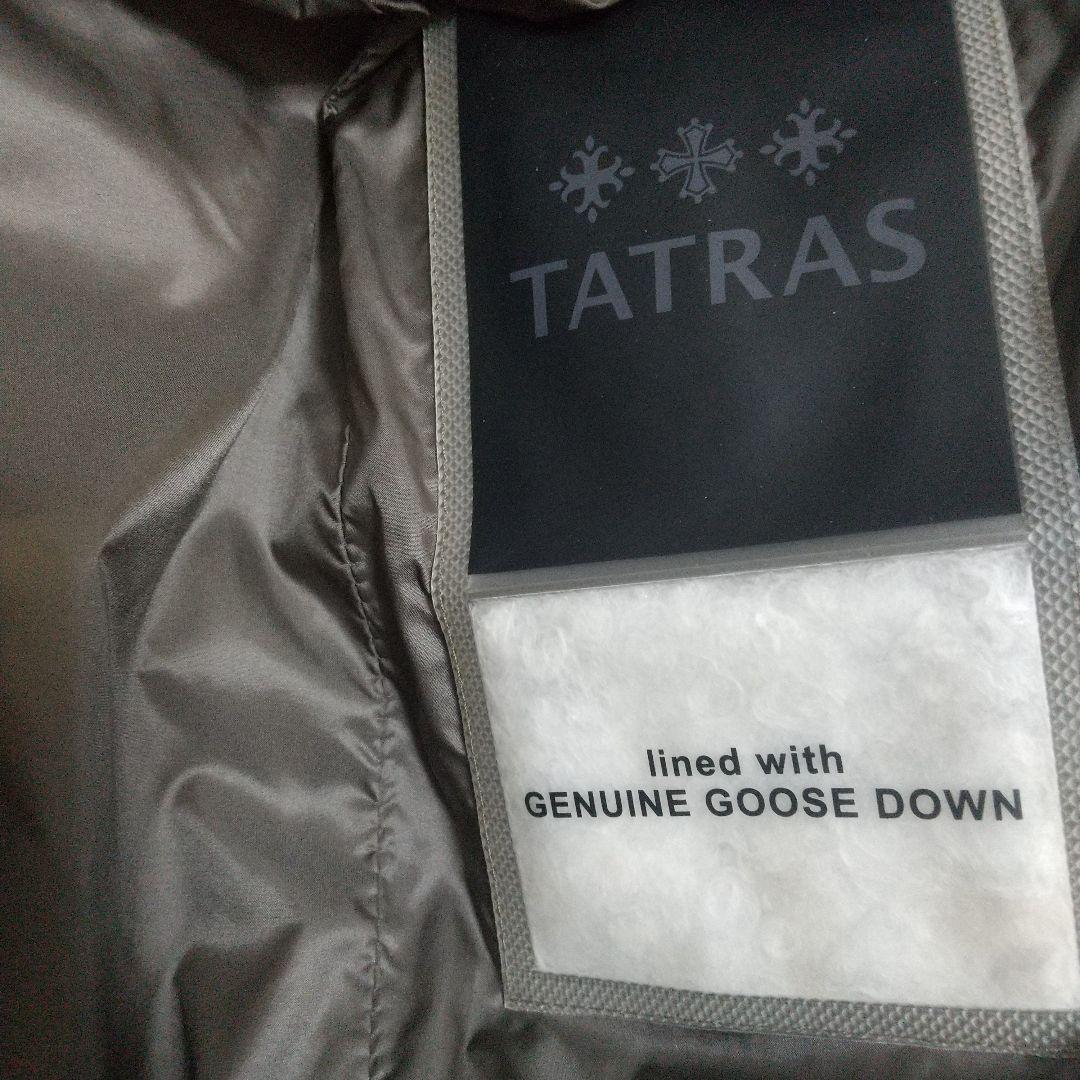 TATRAS
lined with
GENUINE GOOSE DOWN